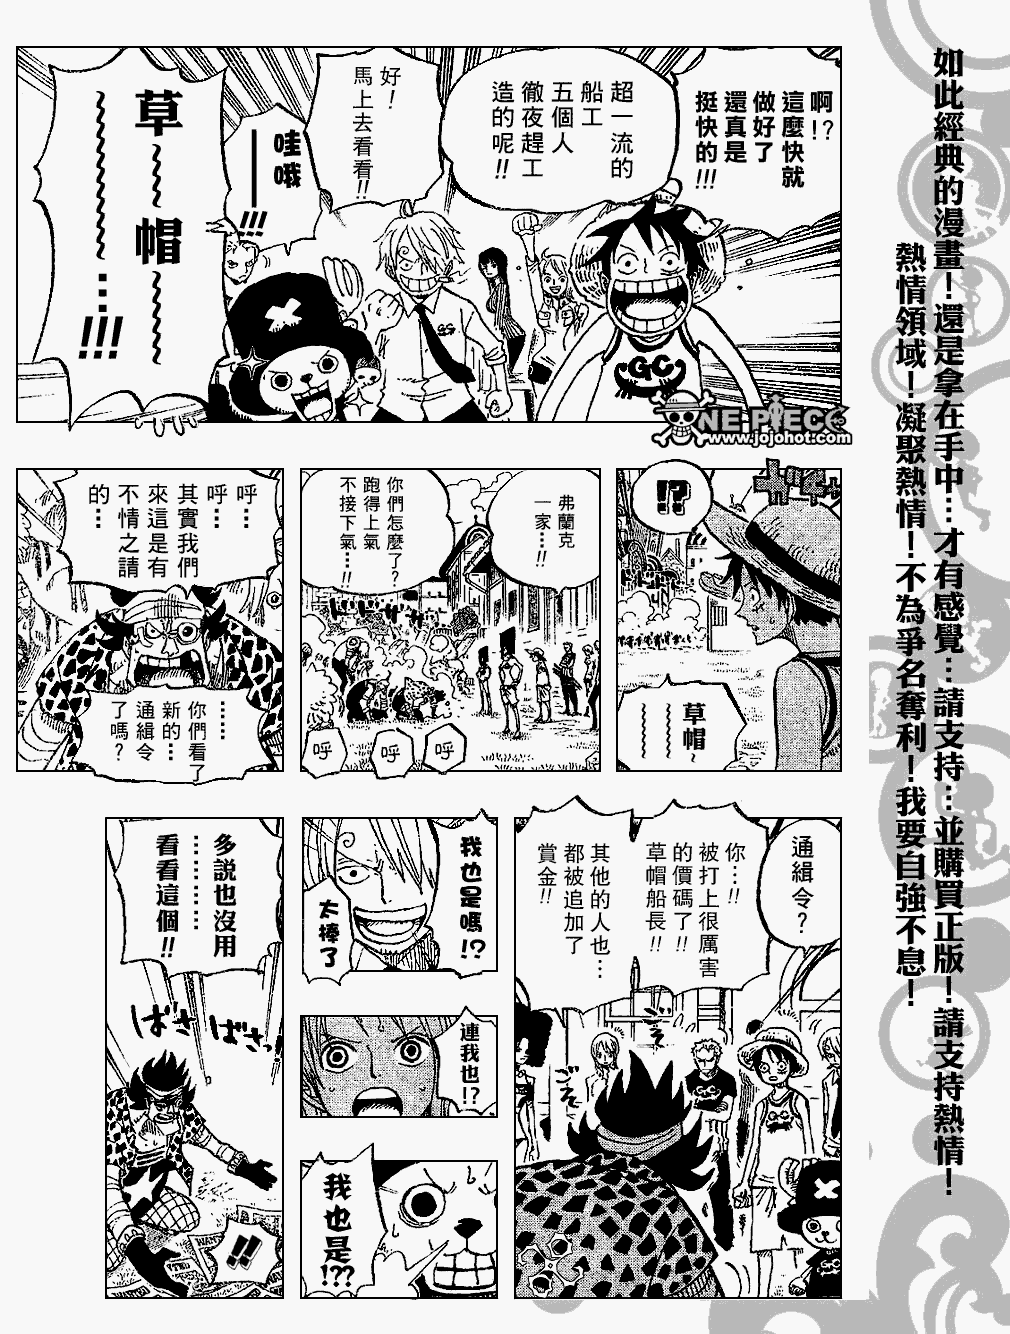 如此經典的漫畫！還是拿在手中…才有感覺…請支持…並購買正版！請支持熱情！
熱情領域！凝聚熱情！不為爭名奪利！我要自強不息！
啊!?
這麼快就
做好了
還真是
挺快的!!!
超一流的
船工
五個人
徹夜趕工
造的呢!!
好！
馬上去看看!!
哇哦
——!!!
草～～帽～～
～～～～～…!!!
GC
ONE PIECE
www.jojohot.com
!?
草帽
～～～～
弗蘭克
一家…!!
你們怎麼了？
跑得上氣
不接下氣…!!
呼
呼
呼
呼…
呼…
其實我們
來這是有
不情之請
的…
……
你們看了
新的…
通緝令
了嗎？
通緝令？
你…!!
被打上很厲害
的價碼了!!
草帽船長!!
其他的人也…
都被追加了
賞金!!
ぞろ
ぞろ
我也是嗎!?
太棒了
連我也!?
我也是!??
多説也沒用
………
看看這個!!
ばさばさっ
!!
WANTED